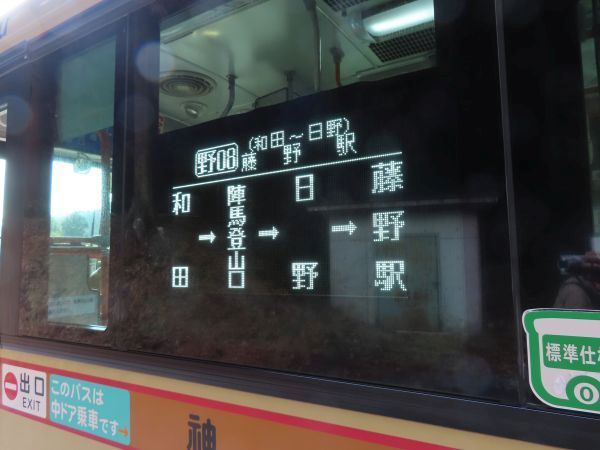 (和田～日野)
野08 藤野駅
和田 → 陣馬登山口 → 日野 → 藤野駅
標準仕
出口
EXIT
このバスは
中ドア乗車です→
神